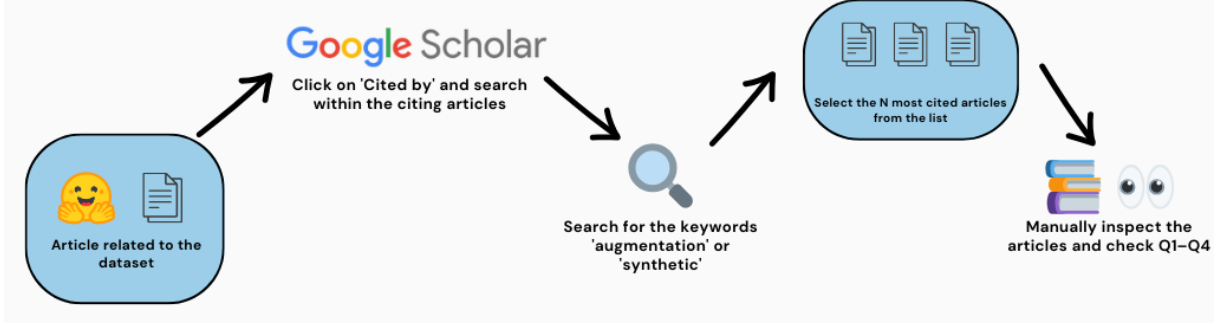 Google Scholar
Click on 'Cited by' and search
within the citing articles
Article related to the
dataset
Search for the keywords
'augmentation' or
'synthetic'
Select the N most cited articles
from the list
Manually inspect the
articles and check Q1–Q4